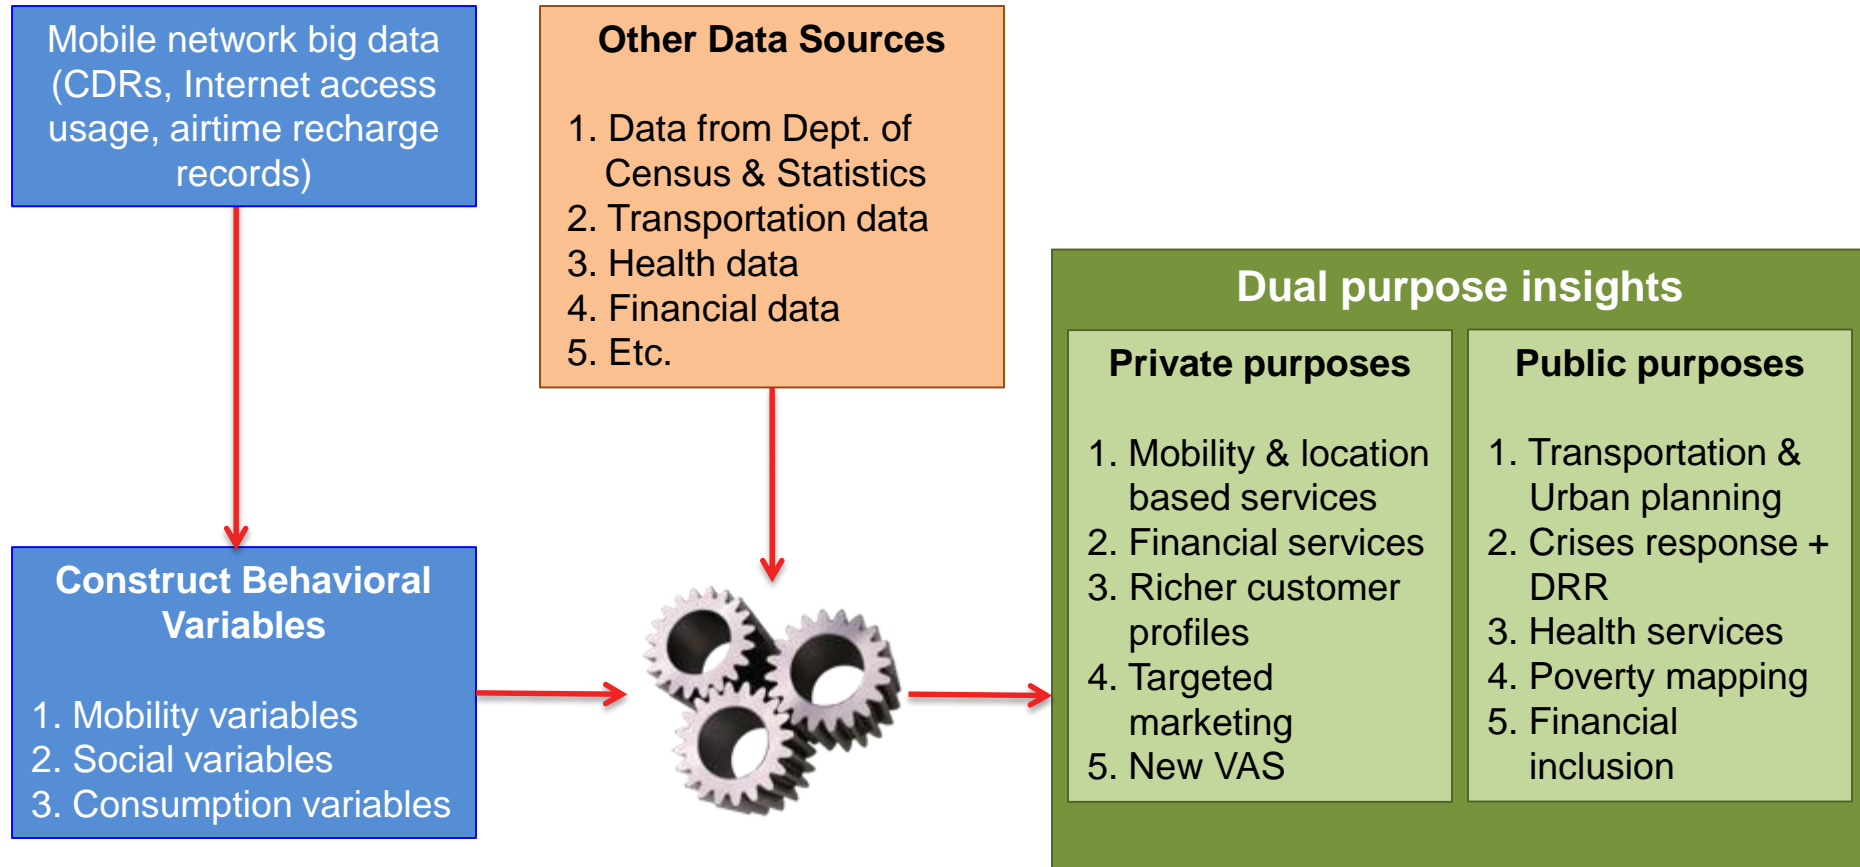 Mobile network big data
(CDRs, Internet access
usage, airtime recharge
records)
Other Data Sources
1. Data from Dept. of
Census & Statistics
2. Transportation data
3. Health data
4. Financial data
5. Etc.
Construct Behavioral
Variables
1. Mobility variables
2. Social variables
3. Consumption variables
Dual purpose insights
Private purposes
1. Mobility & location
based services
2. Financial services
3. Richer customer
profiles
4. Targeted
marketing
5. New VAS
Public purposes
1. Transportation &
Urban planning
2. Crises response +
DRR
3. Health services
4. Poverty mapping
5. Financial
inclusion